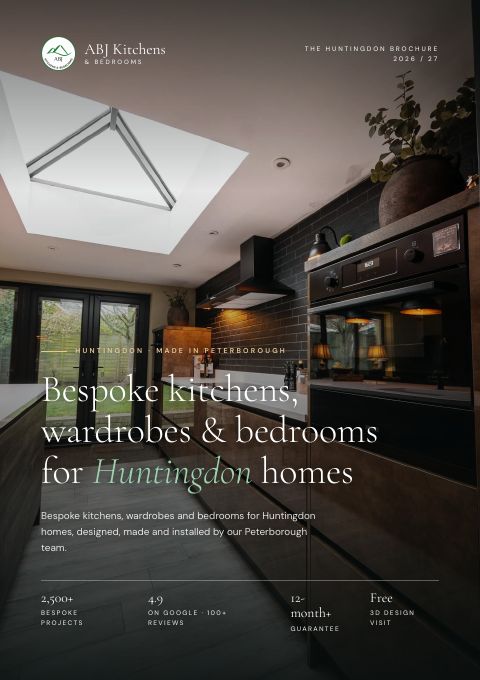 ABJ Kitchens
& BEDROOMS
THE HUNTINGDON BROCHURE
2026 / 27
ABJ
HUNTINGDON · MADE IN PETERBOROUGH
Bespoke kitchens,
wardrobes & bedrooms
for Huntingdon homes
Bespoke kitchens, wardrobes and bedrooms for Huntingdon
homes, designed, made and installed by our Peterborough
team.
2,500+
BESPOKE
PROJECTS
4.9
ON GOOGLE · 100+
REVIEWS
12-
month+
GUARANTEE
Free
3D DESIGN
VISIT